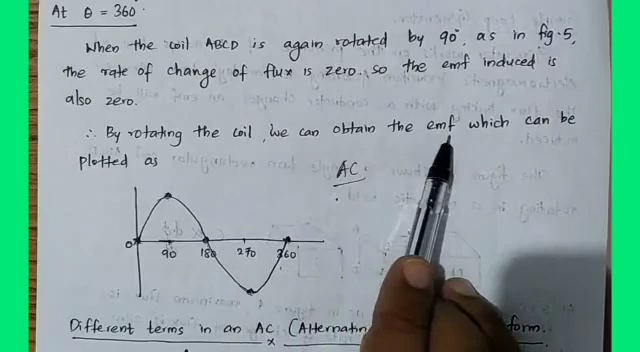 At θ = 360°
When the coil ABCD is again rotated by 90°, as in fig.5,
the rate of change of flux is zero. So the emf induced is
also zero.
∴ By rotating the coil, we can obtain the emf which can be
plotted as
AC
0
90 180 270 360
Different terms in an AC (Alternatin form.